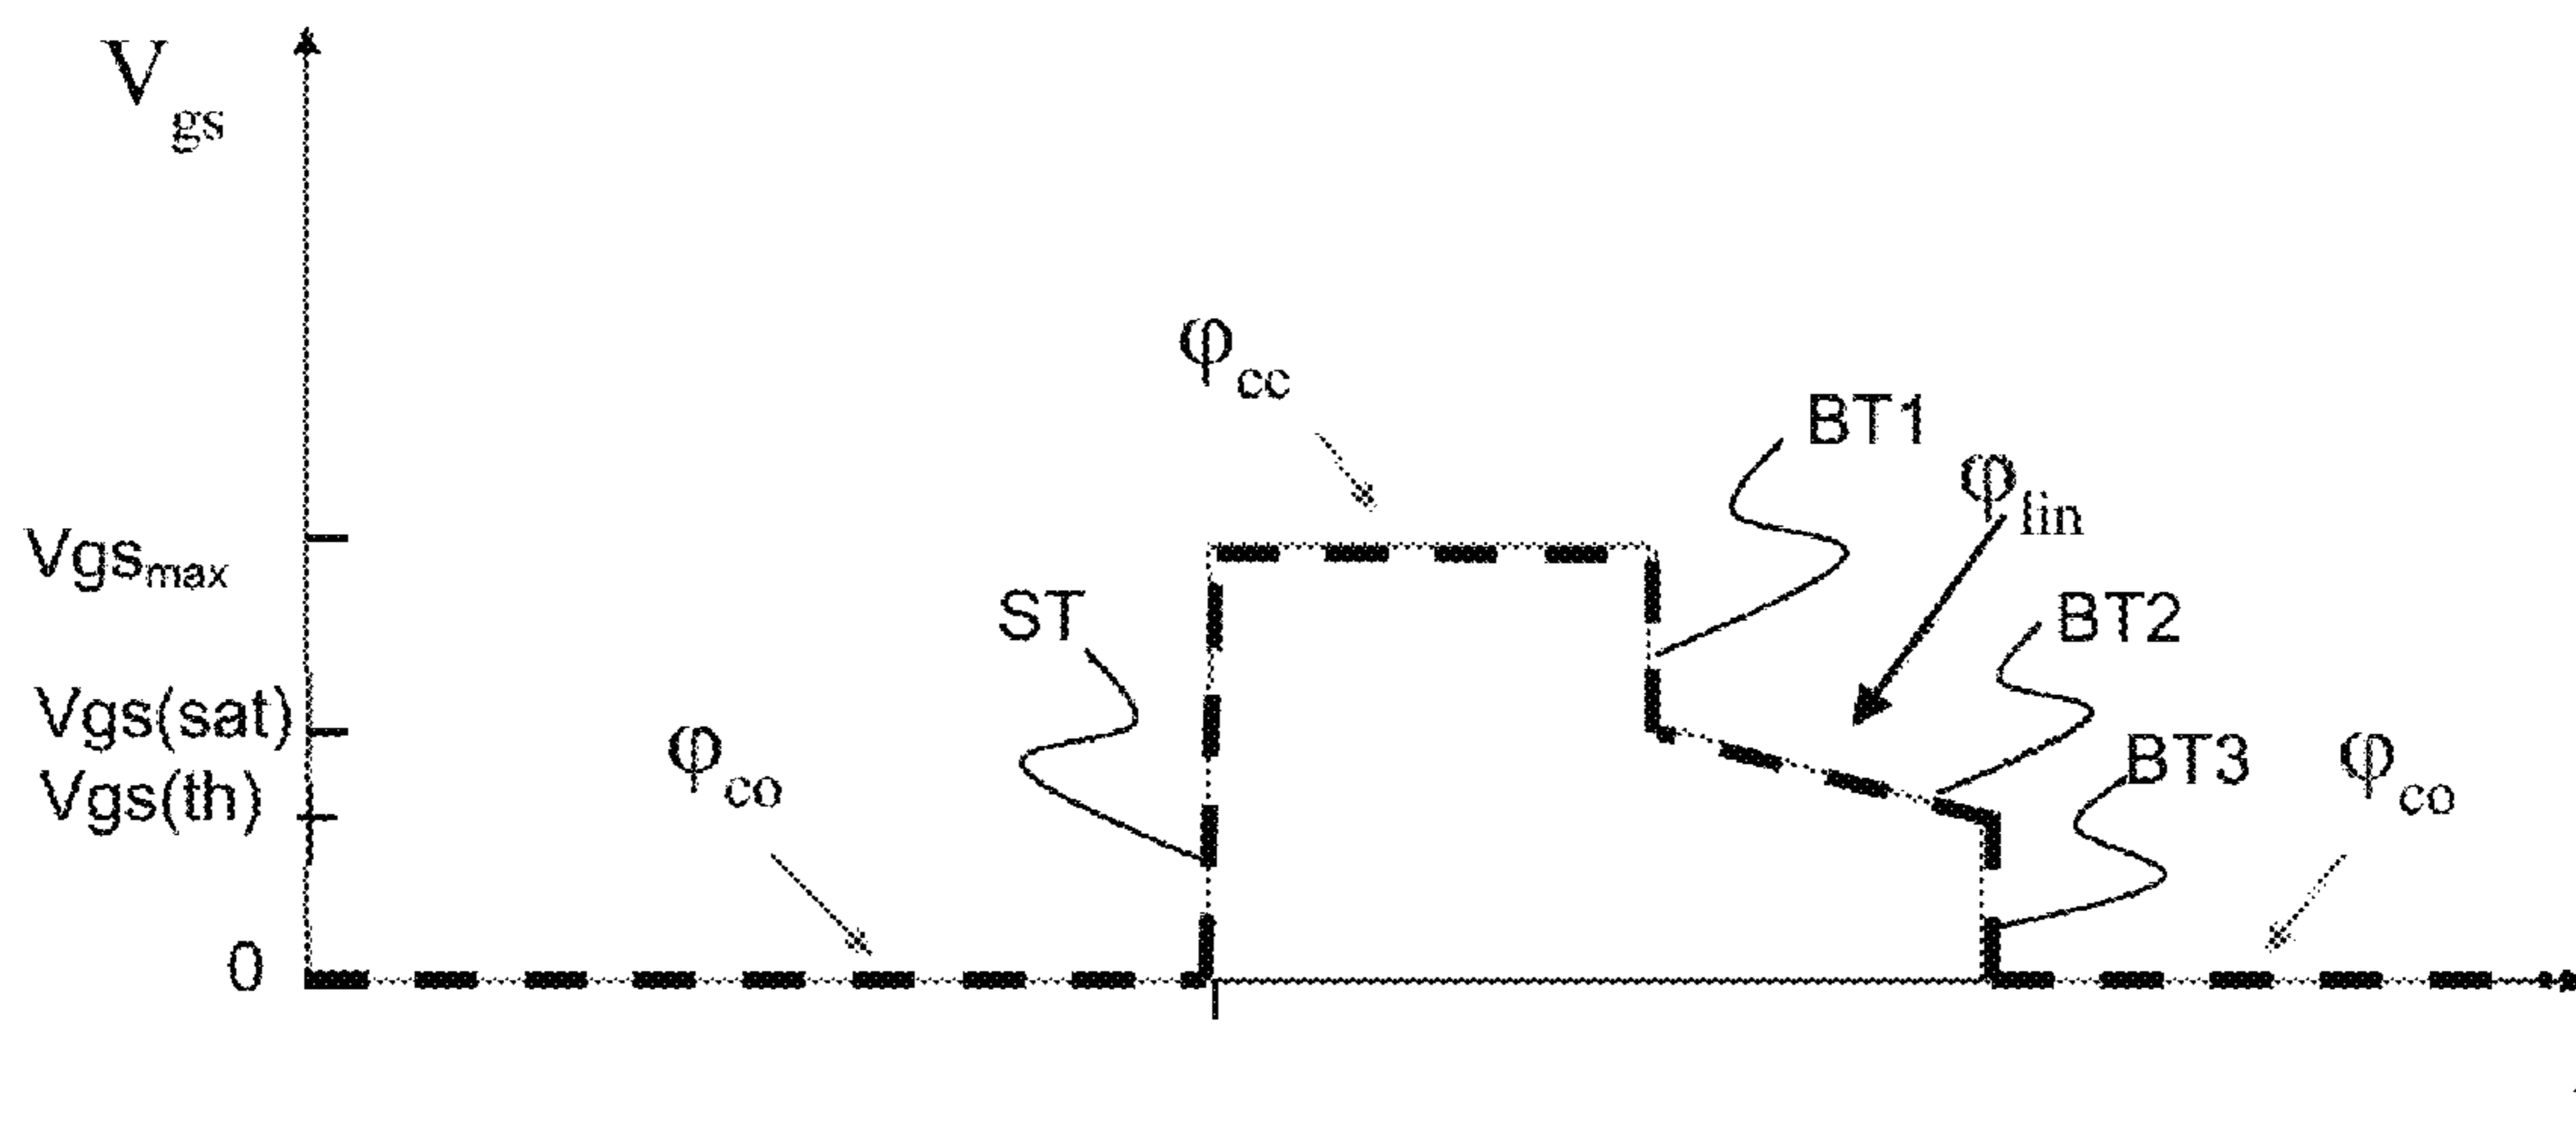 Vgs
φcc
BT1
φlin
Vgsmax
ST
BT2
Vgs(sat)
φco
BT3
φco
Vgs(th)
0